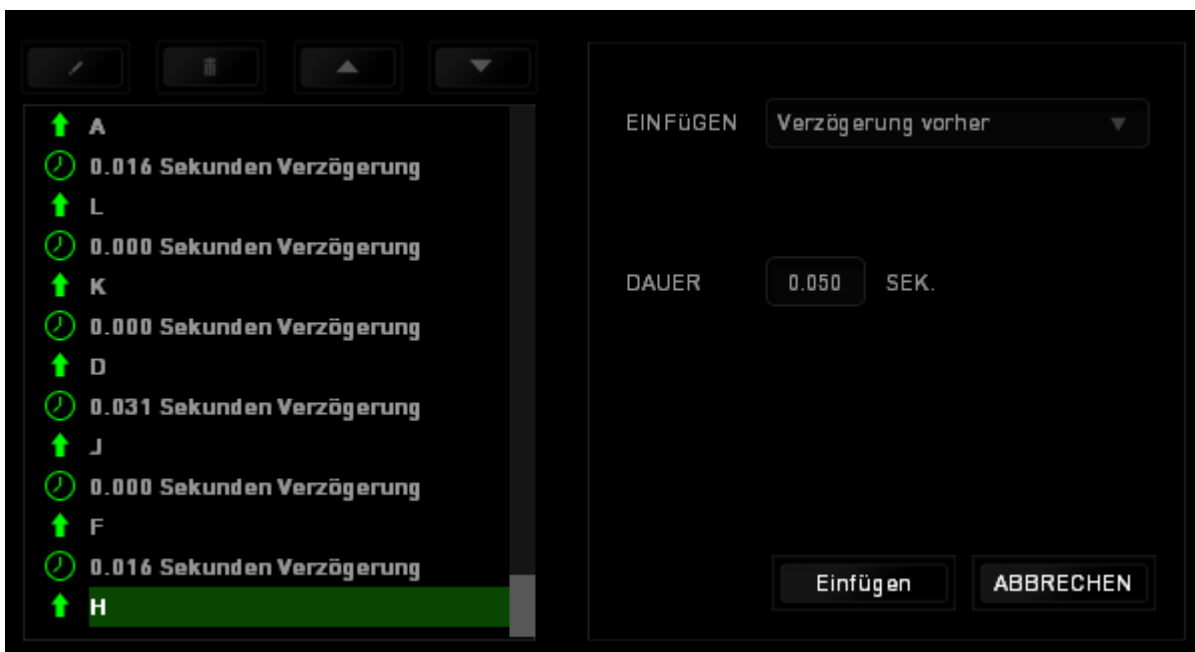 A
0.016 Sekunden Verzögerung
L
0.000 Sekunden Verzögerung
K
0.000 Sekunden Verzögerung
D
0.031 Sekunden Verzögerung
J
0.000 Sekunden Verzögerung
F
0.016 Sekunden Verzögerung
H
EINFüGEN Verzögerung vorher
DAUER 0.050 SEK.
Einfügen ABBRECHEN